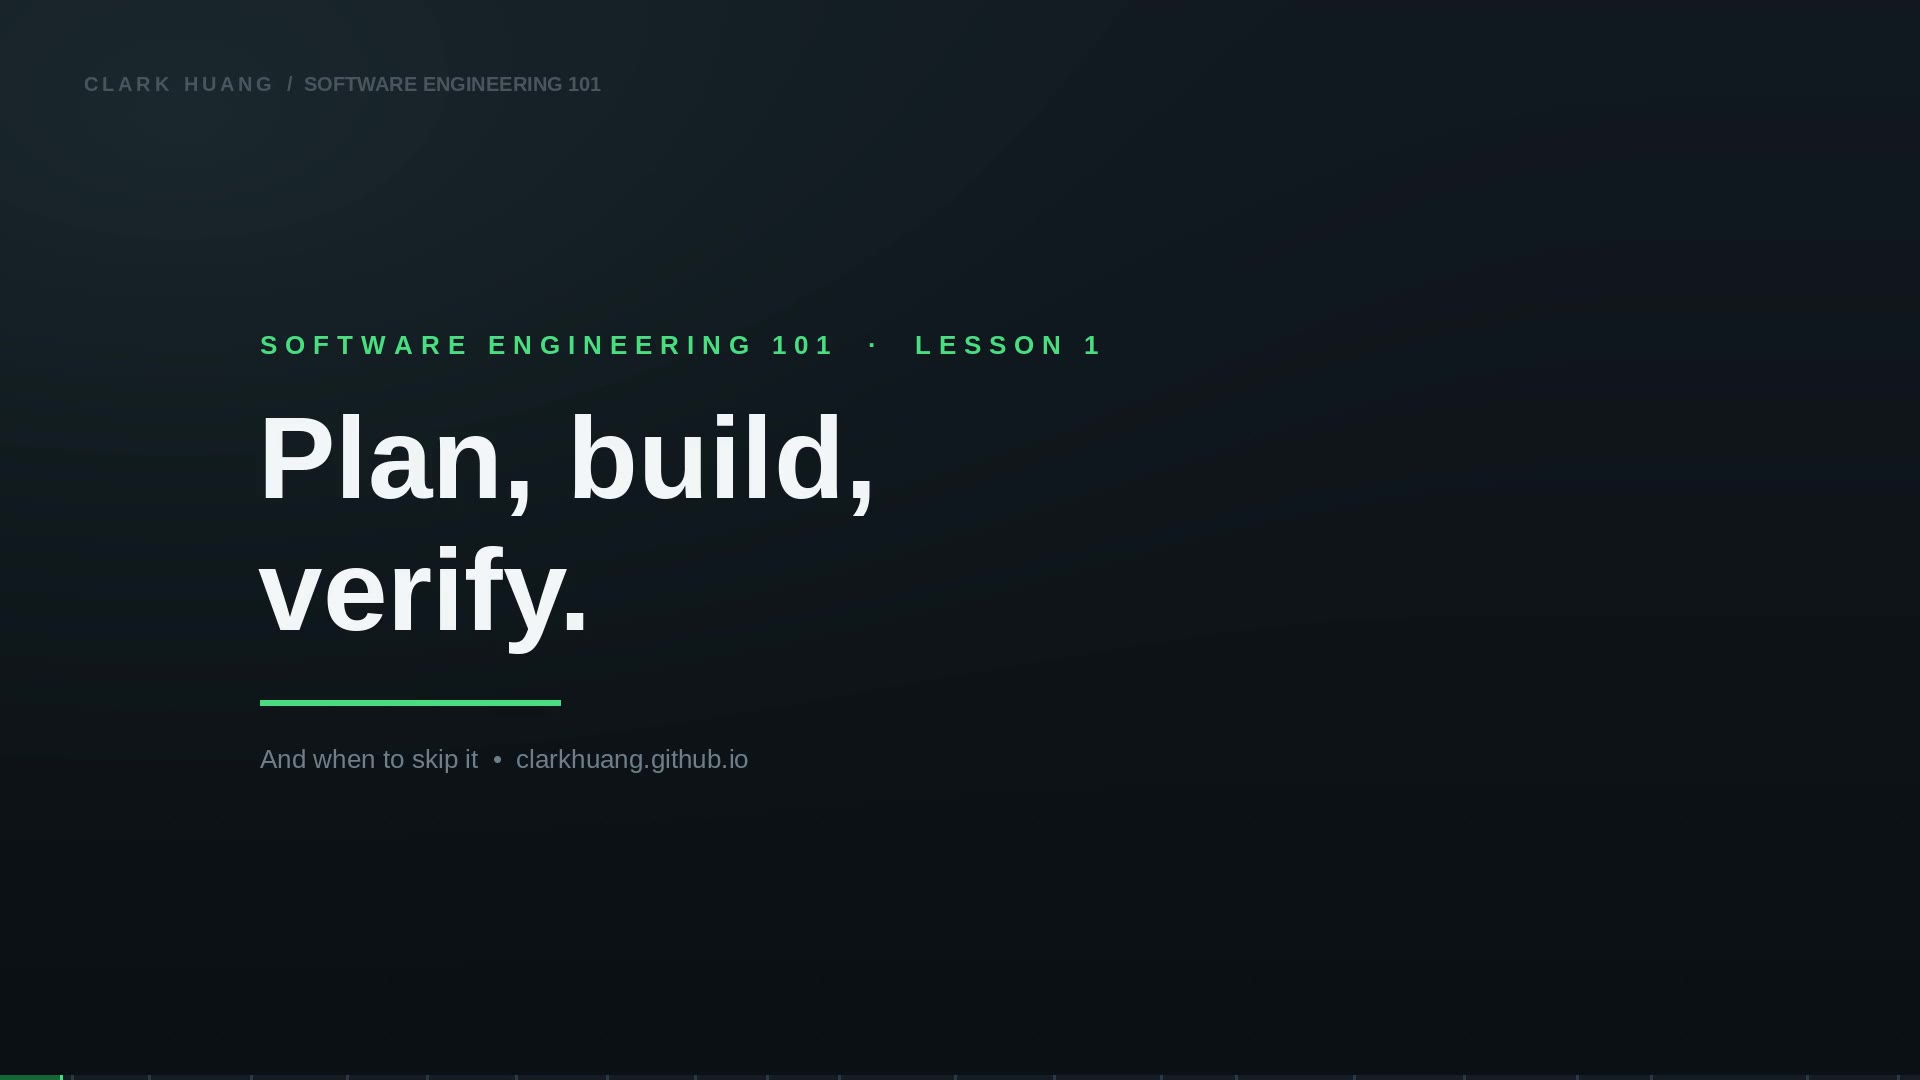 CLARK HUANG / SOFTWARE ENGINEERING 101
SOFTWARE ENGINEERING 101 · LESSON 1
Plan, build,
verify.
And when to skip it • clarkhuang.github.io